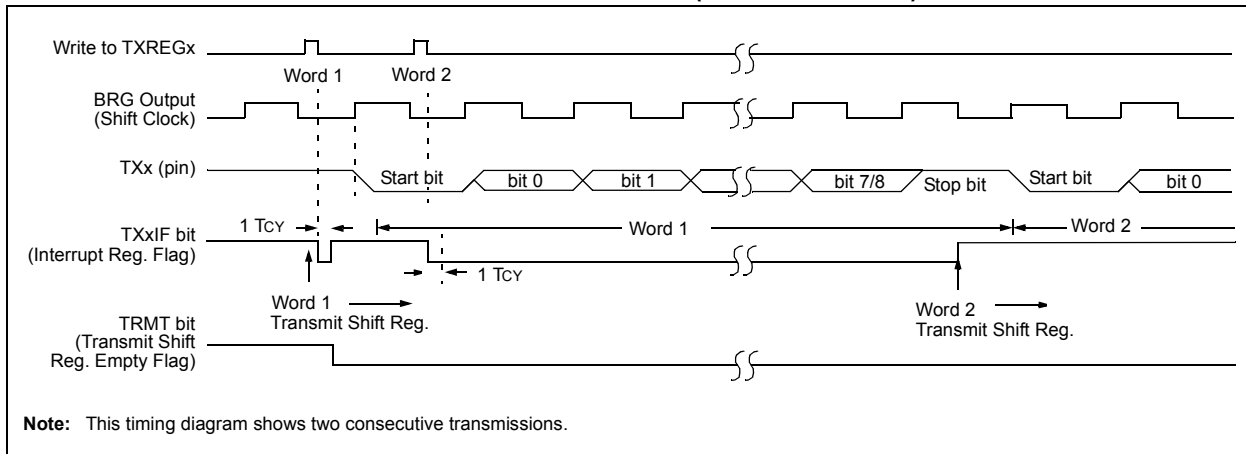 Write to TXREGx
Word 1
Word 2
BRG Output
(Shift Clock)
TXx (pin)
Start bit
bit 0
bit 1
bit 7/8
Stop bit
Start bit
bit 0
1 TCY
TXxIF bit
(Interrupt Reg. Flag)
Word 1
Word 2
1 TCY
Word 1
Transmit Shift Reg.
Word 2
Transmit Shift Reg.
TRMT bit
(Transmit Shift
Reg. Empty Flag)
Note: This timing diagram shows two consecutive transmissions.